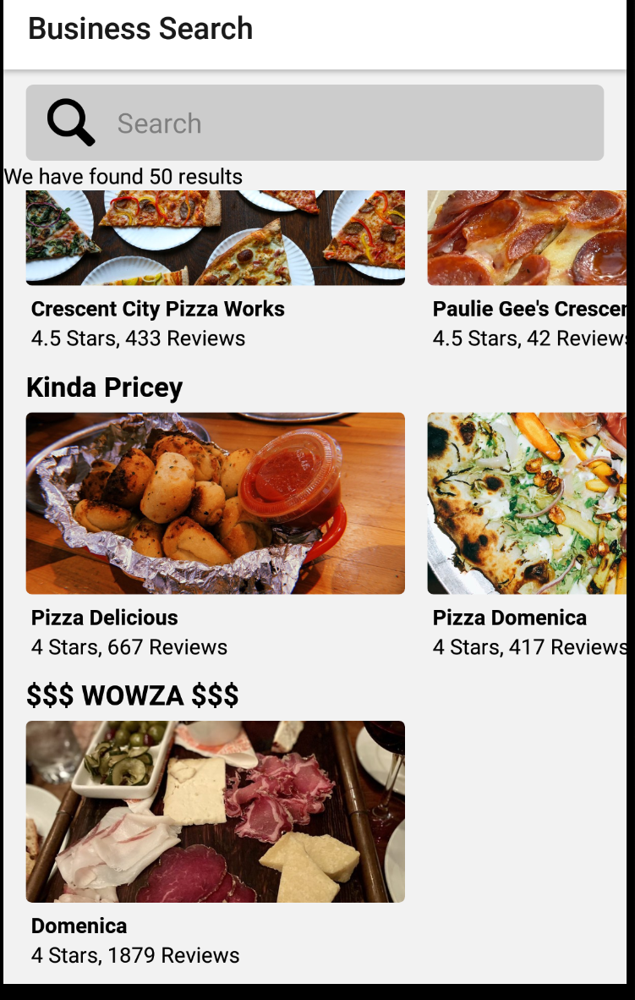 Business Search
Search
We have found 50 results
Crescent City Pizza Works
Paulie Gee's
4.5 Stars, 433 Reviews
4.5 Stars, 42 Reviews
Kinda Pricey
Pizza Delicious
Pizza Domenica
4 Stars, 667 Reviews
4 Stars, 417 Reviews
$$$ WOWZA $$$
Domenica
4 Stars, 1879 Reviews